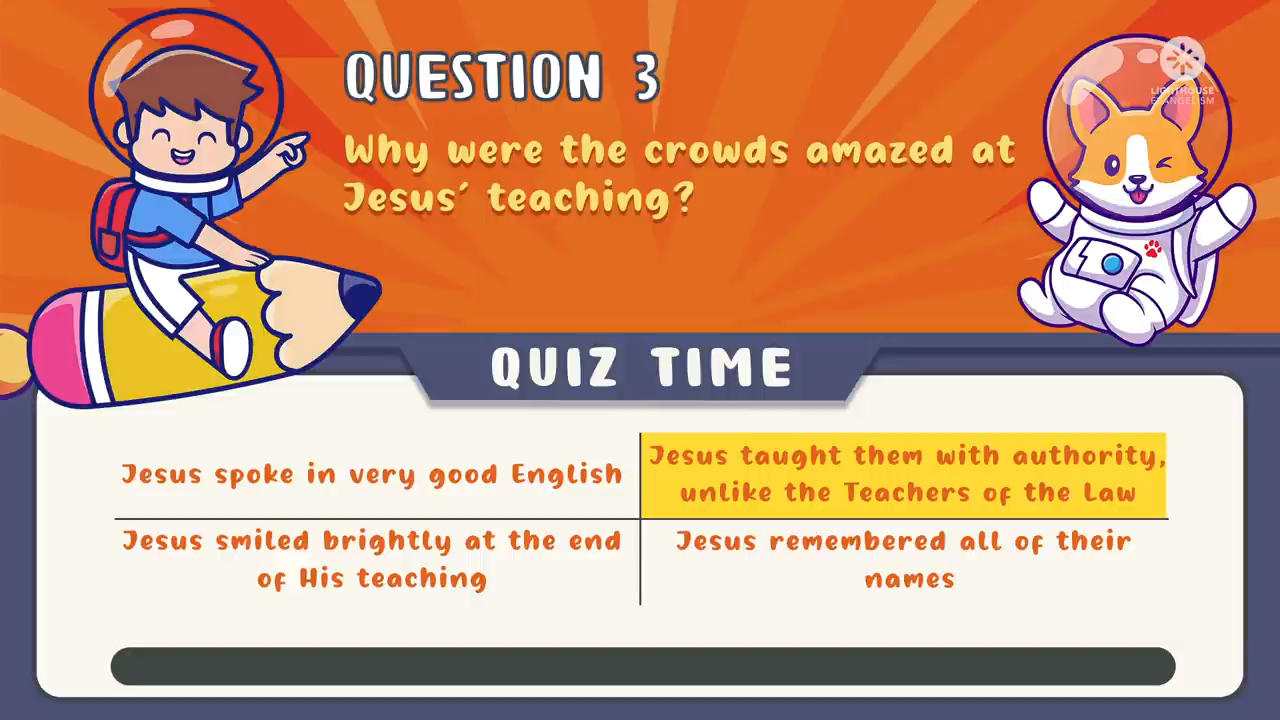 QUESTION 3
LIGHTHOUSE
EVANGELISM
Why were the crowds amazed at
Jesus' teaching?
QUIZ TIME
Jesus spoke in very good English
Jesus taught them with authority,
unlike the Teachers of the Law
Jesus smiled brightly at the end
of His teaching
Jesus remembered all of their
names